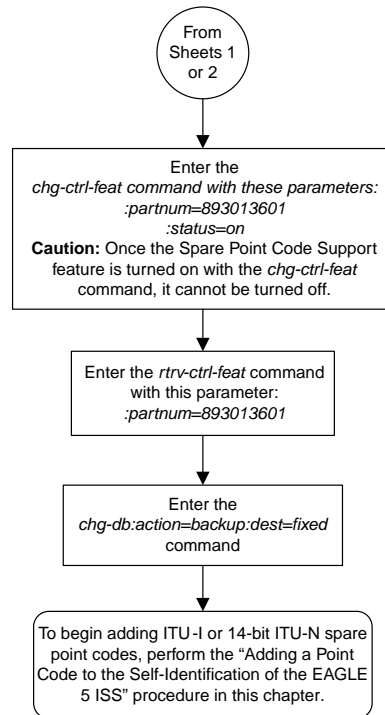 From
Sheets 1
or 2
Enter the
chg-ctrl-feat command with these parameters:
:partnum=893013601
:status=on
Caution: Once the Spare Point Code Support
feature is turned on with the chg-ctrl-feat
command, it cannot be turned off.
Enter the rtrv-ctrl-feat command
with this parameter:
:partnum=893013601
Enter the
chg-db:action=backup:dest=fixed
command
To begin adding ITU-I or 14-bit ITU-N spare
point codes, perform the “Adding a Point
Code to the Self-Identification of the EAGLE
5 ISS” procedure in this chapter.